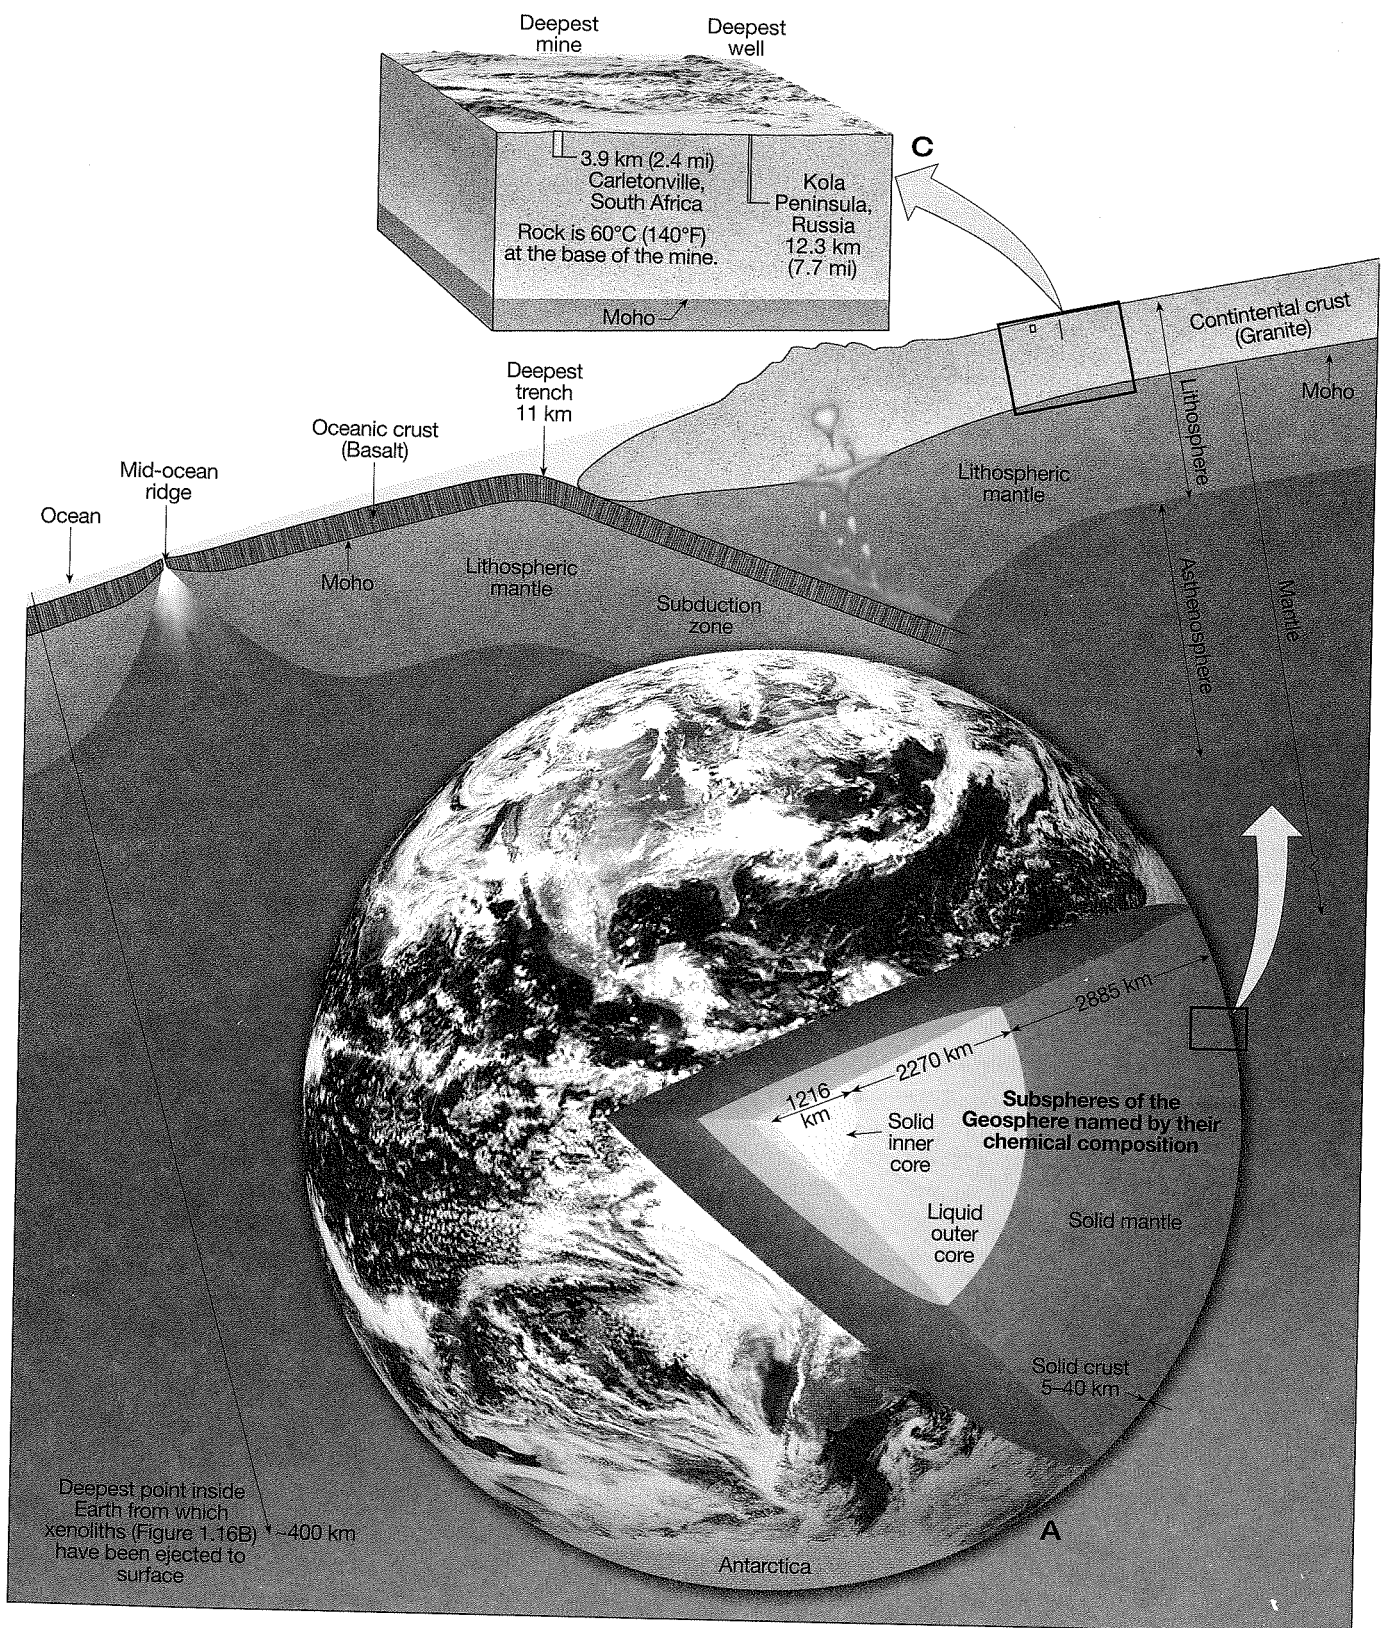 Deepest
mine
Deepest
well
C
3.9 km (2.4 mi)
Carletonville,
South Africa
Rock is 60°C (140°F)
at the base of the mine.
Kola
Peninsula,
Russia
12.3 km
(7.7 mi)
Moho
Contintental crust
(Granite)
Moho
Lithosphere
Deepest
trench
11 km
Oceanic crust
(Basalt)
Mid-ocean
ridge
Ocean
Moho
Lithospheric
mantle
Lithospheric
mantle
Subduction
zone
Asthenosphere
Mantle
2885 km
2270 km
1216
km
Solid
inner
core
Subspheres of the
Geosphere named by their
chemical composition
Liquid
outer
core
Solid mantle
Solid crust
5–40 km
Deepest point inside
Earth from which
xenoliths (Figure 1.16B)
have been ejected to
surface
~400 km
A
Antarctica